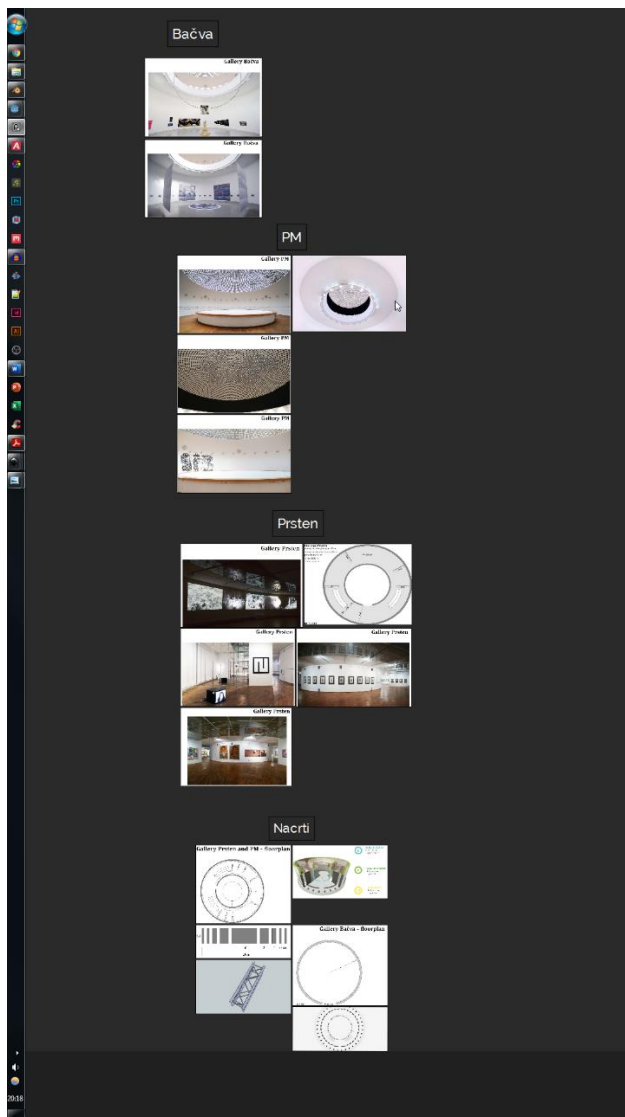 Bačva
Gallery Bačva
Gallery Bačva
PM
Gallery PM
Gallery PM
Gallery PM
Prsten
Gallery Prsten
Gallery Prsten
Gallery Prsten
Gallery Prsten
Nacrti
Gallery Prsten and PM - floorplan
Gallery Bačva - floorplan
20:18